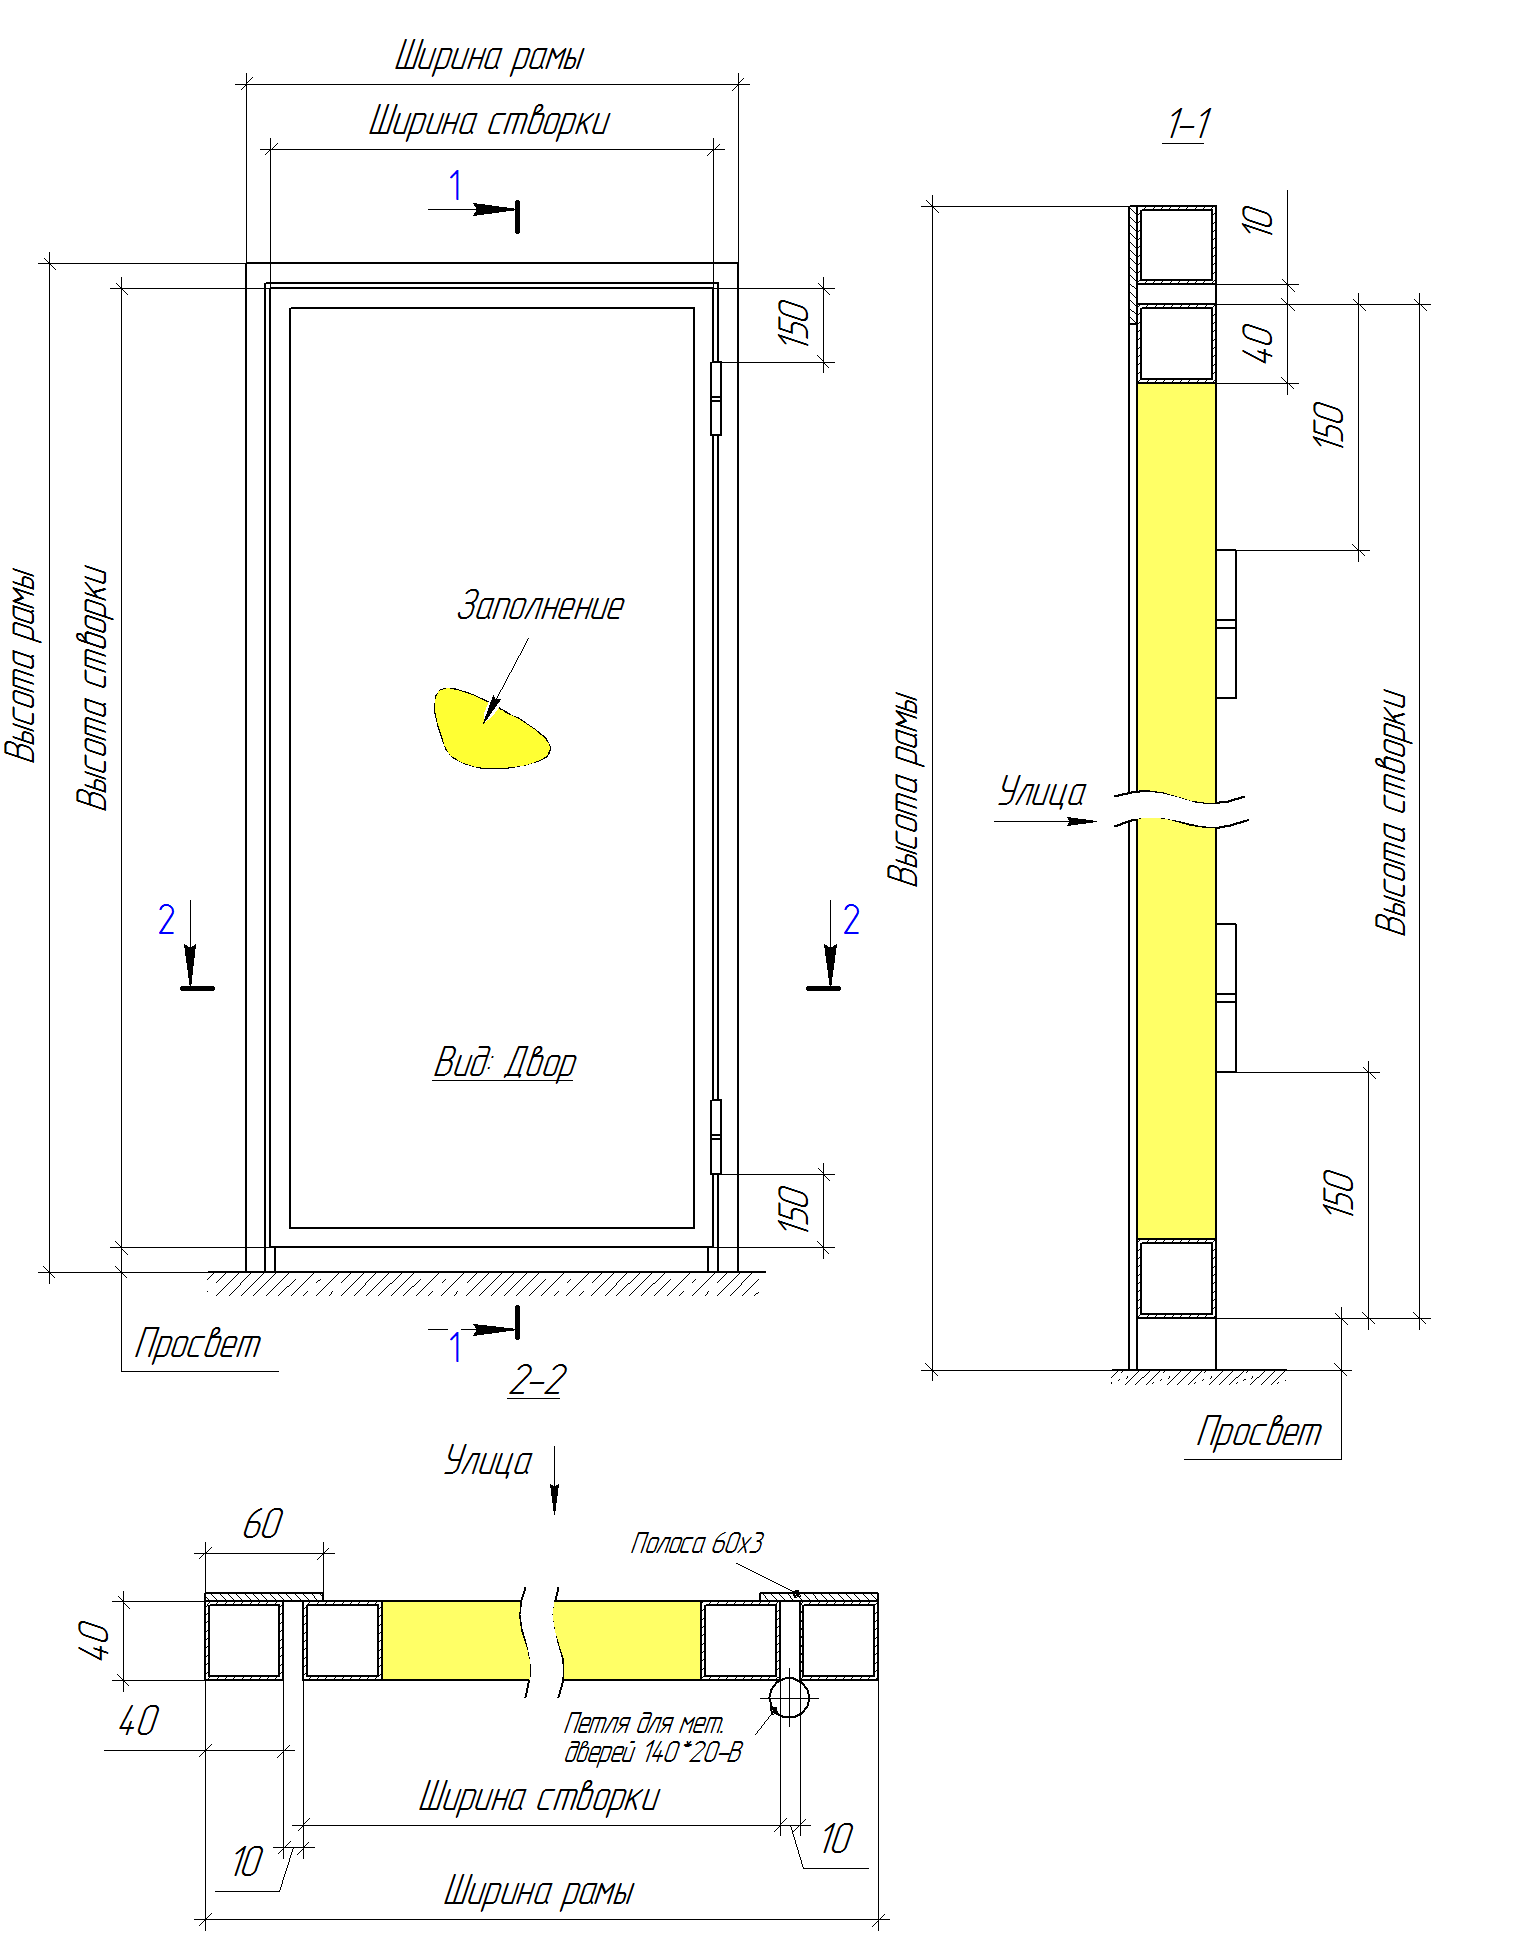 Ширина рамы
Ширина створки
1
1-1
10
150
40
150
Высота рамы
Высота створки
Заполнение
Высота рамы
Улица
Высота створки
2
2
Вид: Двор
150
150
1
Просвет
2-2
Просвет
Улица
60
Полоса 60х3
40
40
Петля для мет.
дверей 140*20-В
Ширина створки
10
10
Ширина рамы